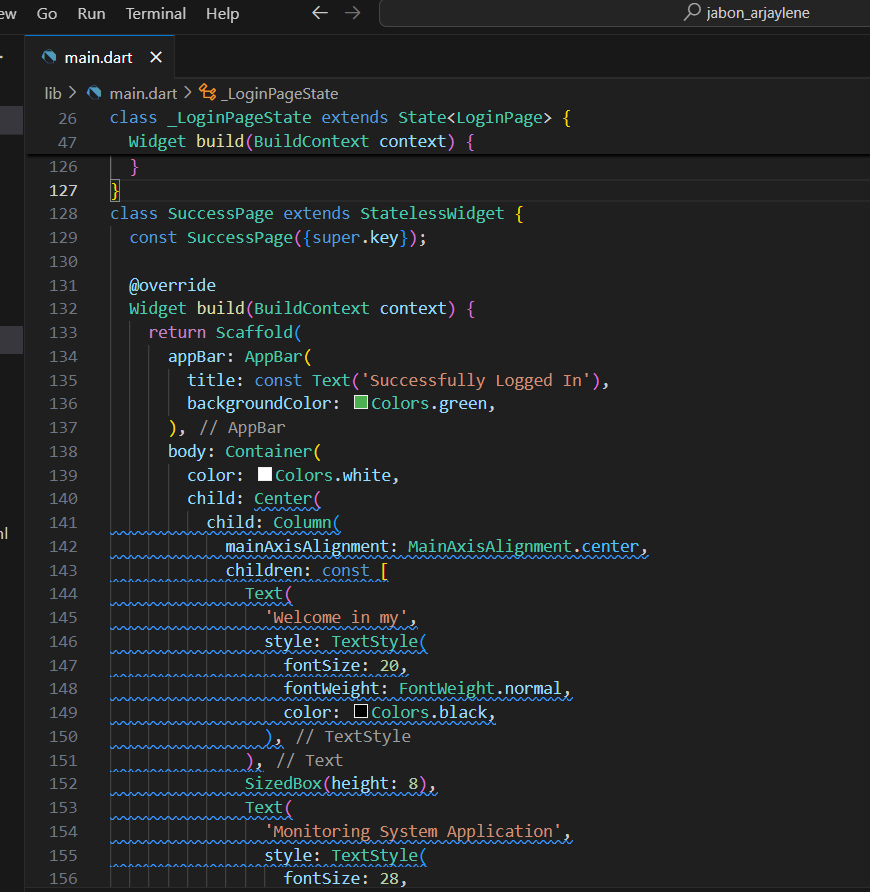 Go Run Terminal Help ← → jabon_arjaylene
main.dart ×
lib > main.dart > _LoginPageState
26 class _LoginPageState extends State<LoginPage> {
47 Widget build(BuildContext context) {
126 }
127 }
128 class SuccessPage extends StatelessWidget {
129 const SuccessPage({super.key});
130
131 @override
132 Widget build(BuildContext context) {
133 return Scaffold(
134 appBar: AppBar(
135 title: const Text('Successfully Logged In'),
136 backgroundColor: Colors.green,
137 ), // AppBar
138 body: Container(
139 color: Colors.white,
140 child: Center(
141 child: Column(
142 mainAxisAlignment: MainAxisAlignment.center,
143 children: const [
144 Text(
145 'Welcome in my',
146 style: TextStyle(
147 fontSize: 20,
148 fontWeight: FontWeight.normal,
149 color: Colors.black,
150 ), // TextStyle
151 ), // Text
152 SizedBox(height: 8),
153 Text(
154 'Monitoring System Application',
155 style: TextStyle(
156 fontSize: 28,